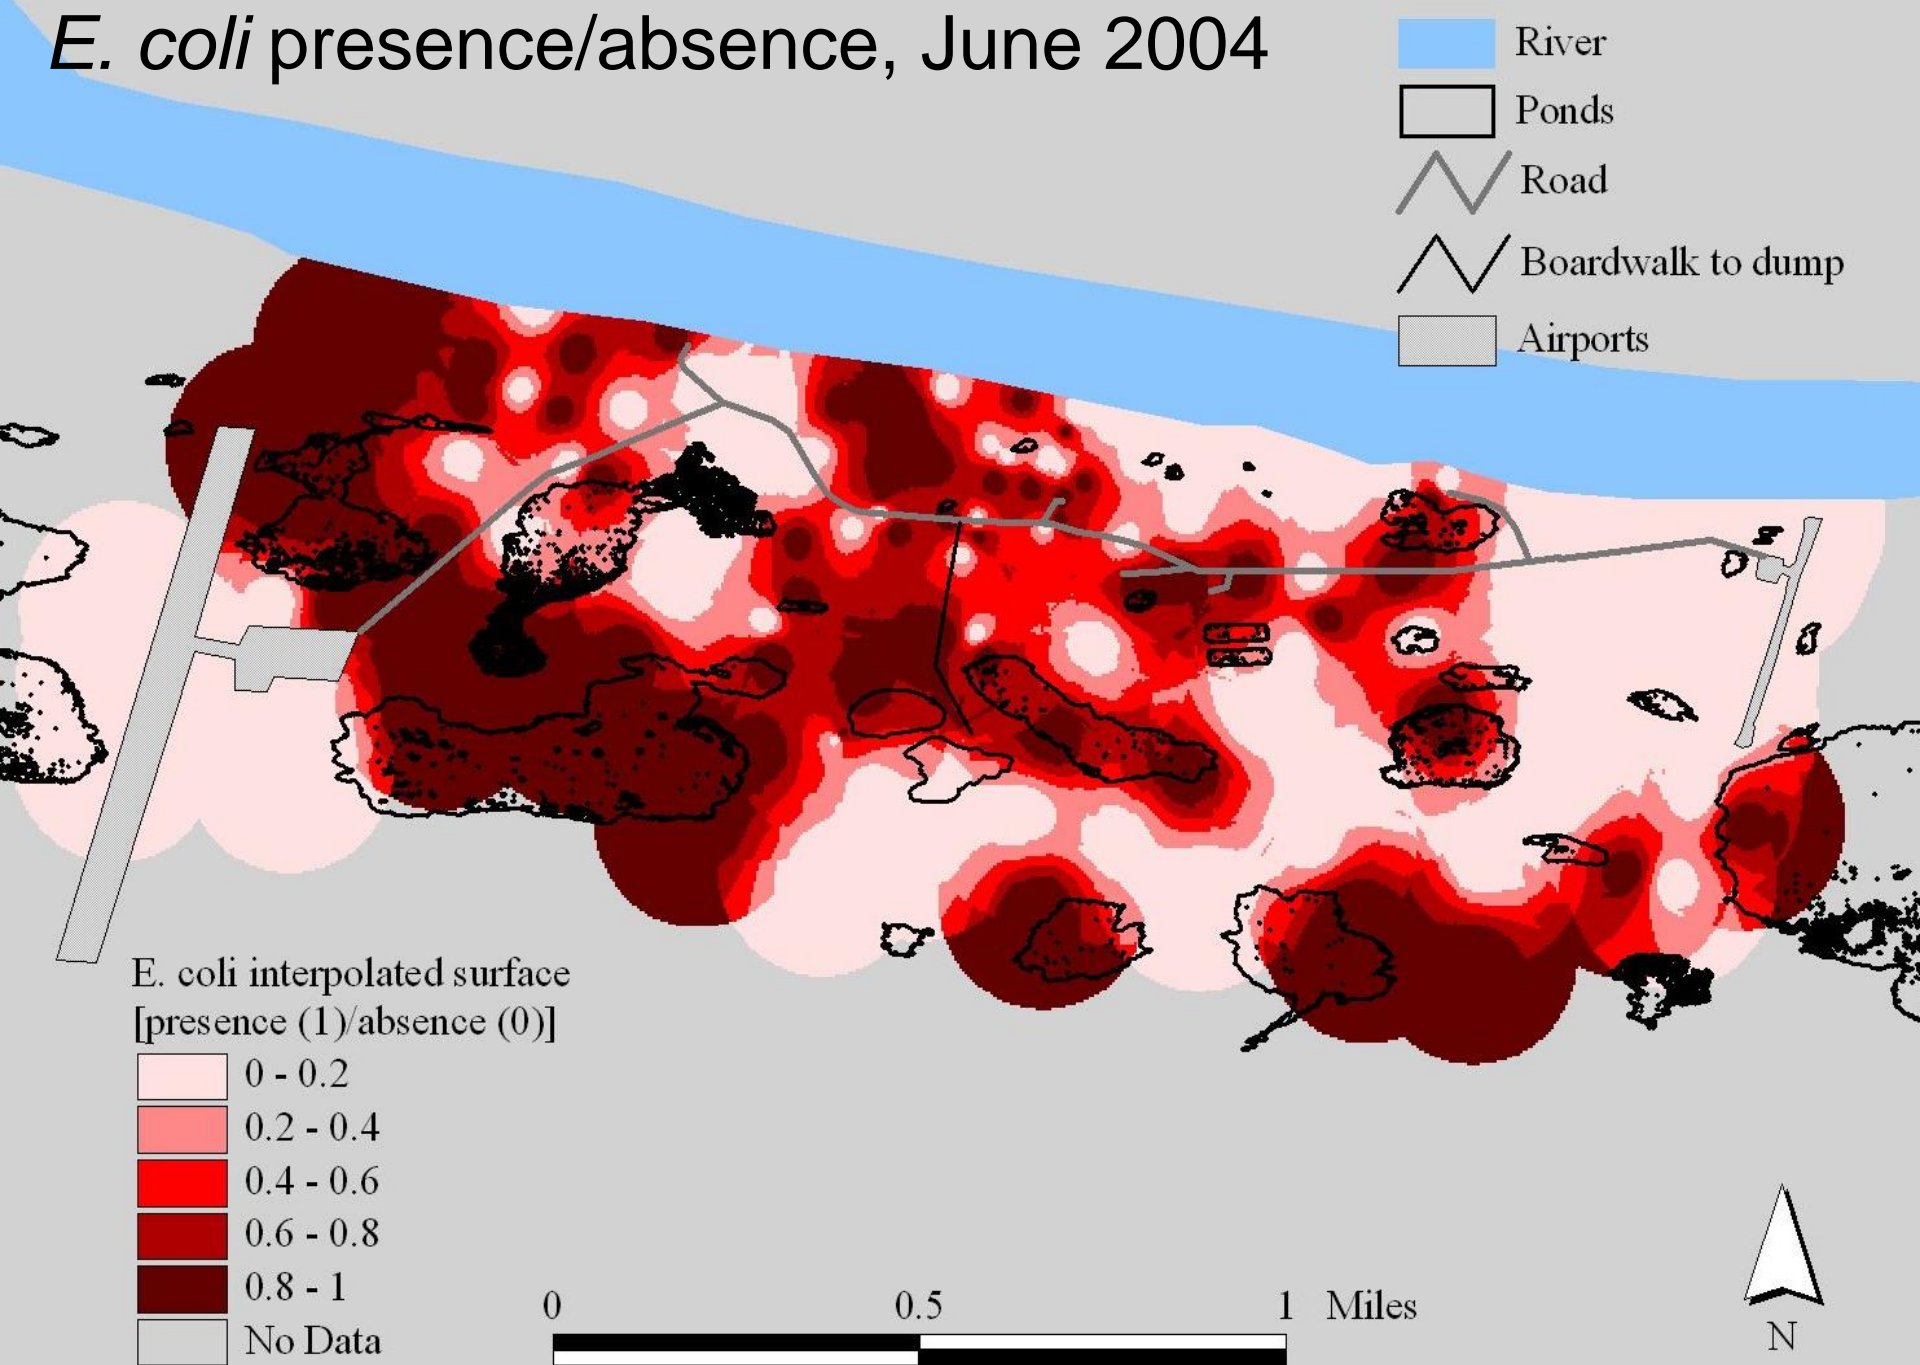 E. coli presence/absence, June 2004
River
Ponds
Road
Boardwalk to dump
Airports
E. coli interpolated surface
[presence (1)/absence (0)]
0 - 0.2
0.2 - 0.4
0.4 - 0.6
0.6 - 0.8
0.8 - 1
No Data
0 0.5 1 Miles
N